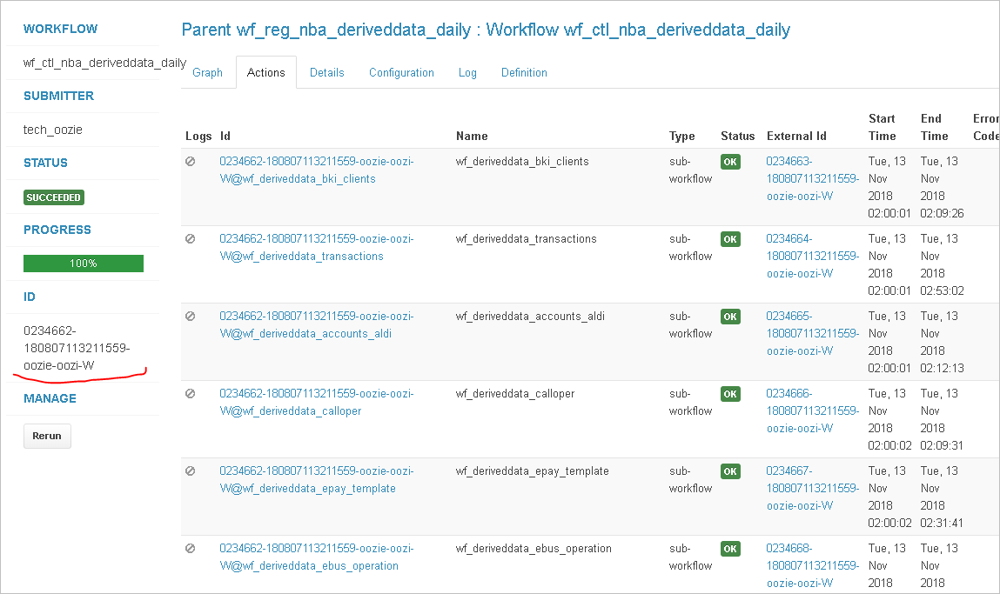 WORKFLOW
wf_ctl_nba_deriveddata_daily
SUBMITTER
tech_oozie
STATUS
SUCCEEDED
PROGRESS
100%
ID
0234662-
180807113211559-
oozie-oozi-W
MANAGE
Rerun
Parent wf_reg_nba_deriveddata_daily : Workflow wf_ctl_nba_deriveddata_daily
Graph Actions Details Configuration Log Definition
Logs Id Name Type Status External Id Start Time End Time Error Code
0234662-180807113211559-oozie-oozi- wf_deriveddata_bki_clients sub- OK 0234663- Tue, 13 Tue, 13
W@wf_deriveddata_bki_clients workflow 180807113211559- Nov Nov
oozie-oozi-W 2018 2018
02:00:01 02:09:26
0234662-180807113211559-oozie-oozi- wf_deriveddata_transactions sub- OK 0234664- Tue, 13 Tue, 13
W@wf_deriveddata_transactions workflow 180807113211559- Nov Nov
oozie-oozi-W 2018 2018
02:00:01 02:53:02
0234662-180807113211559-oozie-oozi- wf_deriveddata_accounts_aldi sub- OK 0234665- Tue, 13 Tue, 13
W@wf_deriveddata_accounts_aldi workflow 180807113211559- Nov Nov
oozie-oozi-W 2018 2018
02:00:01 02:12:13
0234662-180807113211559-oozie-oozi- wf_deriveddata_calloper sub- OK 0234666- Tue, 13 Tue, 13
W@wf_deriveddata_calloper workflow 180807113211559- Nov Nov
oozie-oozi-W 2018 2018
02:00:02 02:09:31
0234662-180807113211559-oozie-oozi- wf_deriveddata_epay_template sub- OK 0234667- Tue, 13 Tue, 13
W@wf_deriveddata_epay_template workflow 180807113211559- Nov Nov
oozie-oozi-W 2018 2018
02:00:02 02:31:41
0234662-180807113211559-oozie-oozi- wf_deriveddata_ebus_operation sub- OK 0234668- Tue, 13 Tue, 13
W@wf_deriveddata_ebus_operation workflow 180807113211559- Nov Nov
oozie-oozi-W 2018 2018